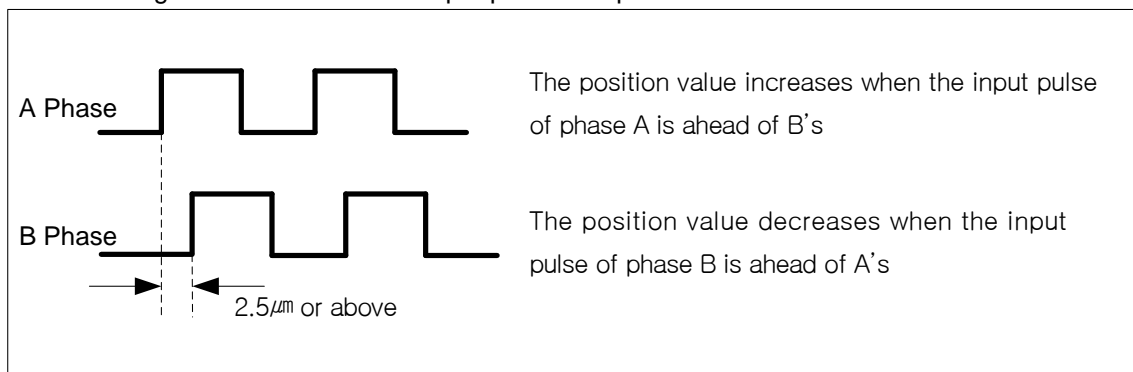 A Phase
The position value increases when the input pulse
of phase A is ahead of B's
B Phase
The position value decreases when the input
pulse of phase B is ahead of A's
2.5㎛ or above